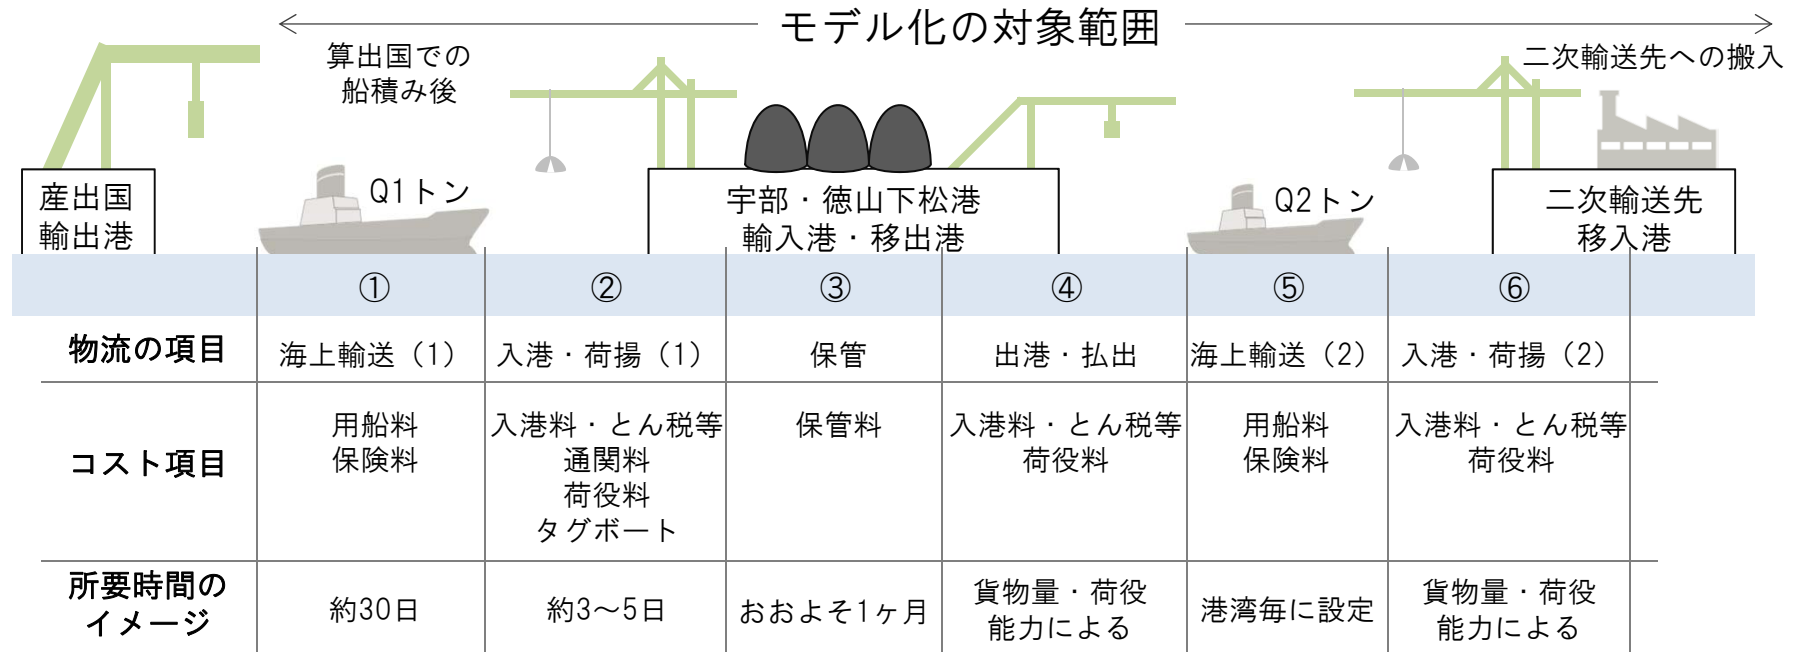 モデル化の対象範囲
算出国での
船積み後
二次輸送先への搬入
産出国
輸出港
Q1トン
宇部・徳山下松港
輸入港・移出港
Q2トン
二次輸送先
移入港
① ② ③ ④ ⑤ ⑥
物流の項目 海上輸送（1） 入港・荷揚（1） 保管 出港・払出 海上輸送（2） 入港・荷揚（2）
コスト項目
用船料
保険料
入港料・とん税等
通関料
荷役料
タグボート
保管料
入港料・とん税等
荷役料
用船料
保険料
入港料・とん税等
荷役料
所要時間の
イメージ
約30日
約3～5日
おおよそ1ヶ月
貨物量・荷役
能力による
港湾毎に設定
貨物量・荷役
能力による